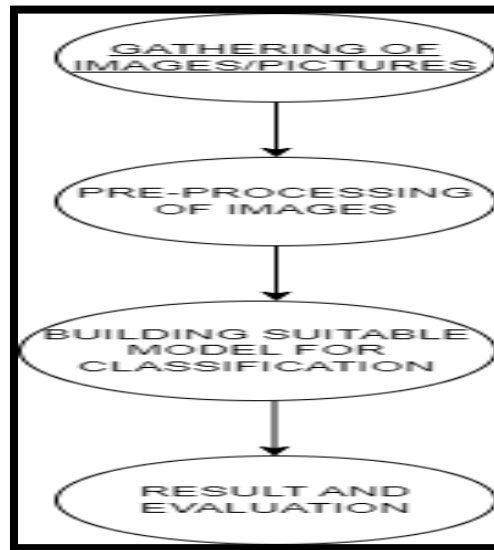 GATHERING OF
IMAGES/PICTURES
PRE-PROCESSING
OF IMAGES
BUILDING SUITABLE
MODEL FOR
CLASSIFICATION
RESULT AND
EVALUATION